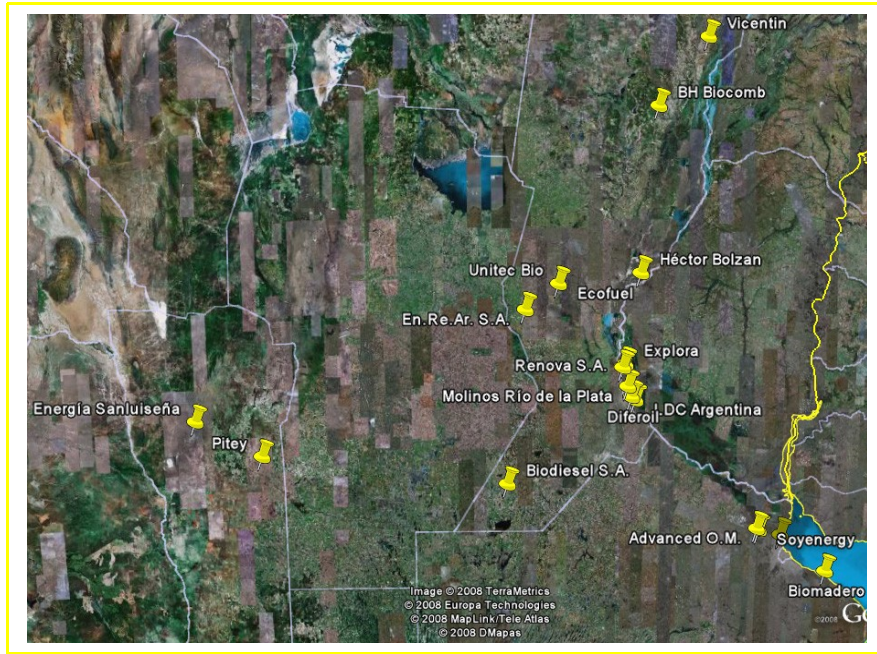 Vicentin
BH Biocomb
Héctor Bolzan
Unitec Bio
Ecofuel
En.Re.Ar. S.A.
Explora
Renova S.A.
Molinos Río de la Plata
LDC Argentina
Diferoil
Energía Sanluiseña
Pitey
Biodiesel S.A.
Advanced O.M.
Soyenergy
Biomadero
Image © 2008 TerraMetrics
© 2008 Europa Technologies
© 2008 MapLink/Tele Atlas
© 2008 DMapas
©2008